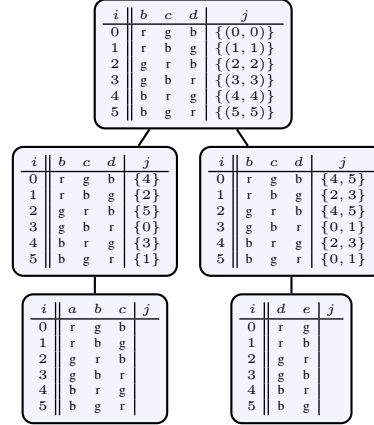 i b c d j
0 r g b {(0, 0)}
1 r b g {(1, 1)}
2 g r b {(2, 2)}
3 g b r {(3, 3)}
4 b r g {(4, 4)}
5 b g r {(5, 5)}
i b c d j
0 r g b {4}
1 r b g {2}
2 g r b {5}
3 g b r {0}
4 b r g {3}
5 b g r {1}
i b c d j
0 r g b {4, 5}
1 r b g {2, 3}
2 g r b {4, 5}
3 g b r {0, 1}
4 b r g {2, 3}
5 b g r {0, 1}
i a b c j
0 r g b
1 r b g
2 g r b
3 g b r
4 b r g
5 b g r
i d e j
0 r g
1 r b
2 g r
3 g b
4 b r
5 b g